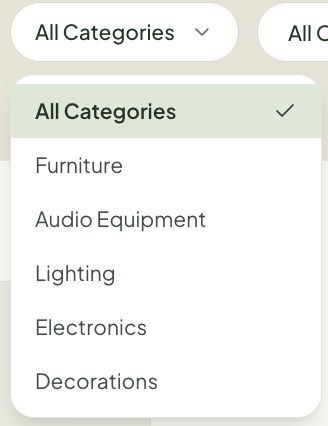 All Categories
All C
All Categories
Furniture
Audio Equipment
Lighting
Electronics
Decorations